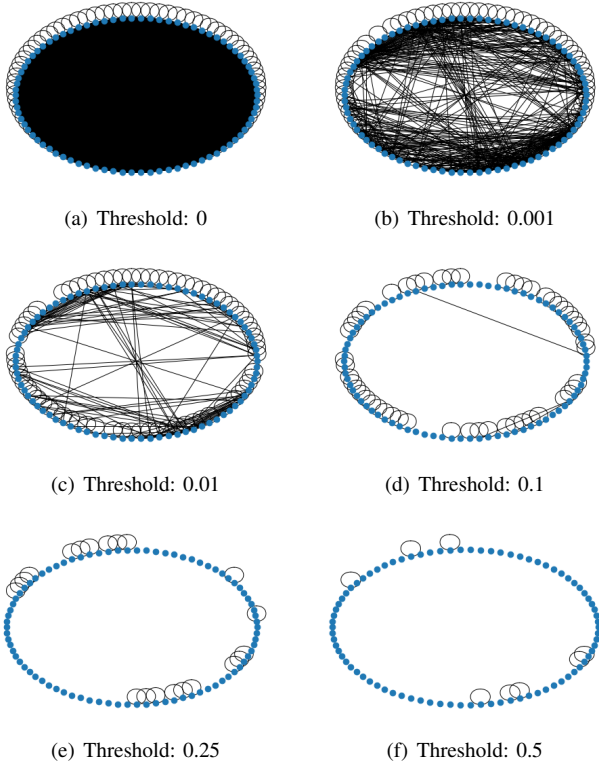 (a) Threshold: 0
(b) Threshold: 0.001
(c) Threshold: 0.01
(d) Threshold: 0.1
(e) Threshold: 0.25
(f) Threshold: 0.5